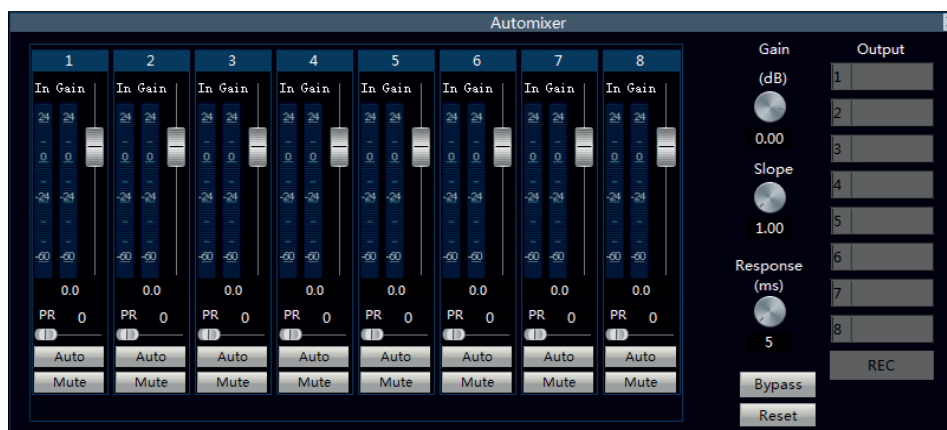 Automixer
1 2 3 4 5 6 7 8
In Gain In Gain In Gain In Gain In Gain In Gain In Gain In Gain
24 24 24 24 24 24 24 24 24 24 24 24 24 24 24 24
0 0 0 0 0 0 0 0 0 0 0 0 0 0 0 0
-24 -24 -24 -24 -24 -24 -24 -24 -24 -24 -24 -24 -24 -24 -24 -24
-60 -60 -60 -60 -60 -60 -60 -60 -60 -60 -60 -60 -60 -60 -60 -60
0.0 0.0 0.0 0.0 0.0 0.0 0.0 0.0
PR 0 PR 0 PR 0 PR 0 PR 0 PR 0 PR 0 PR 0
Auto Auto Auto Auto Auto Auto Auto Auto
Mute Mute Mute Mute Mute Mute Mute Mute
Gain
(dB)
0.00
Slope
1.00
Response
(ms)
5
Bypass
Reset
Output
1
2
3
4
5
6
7
8
REC